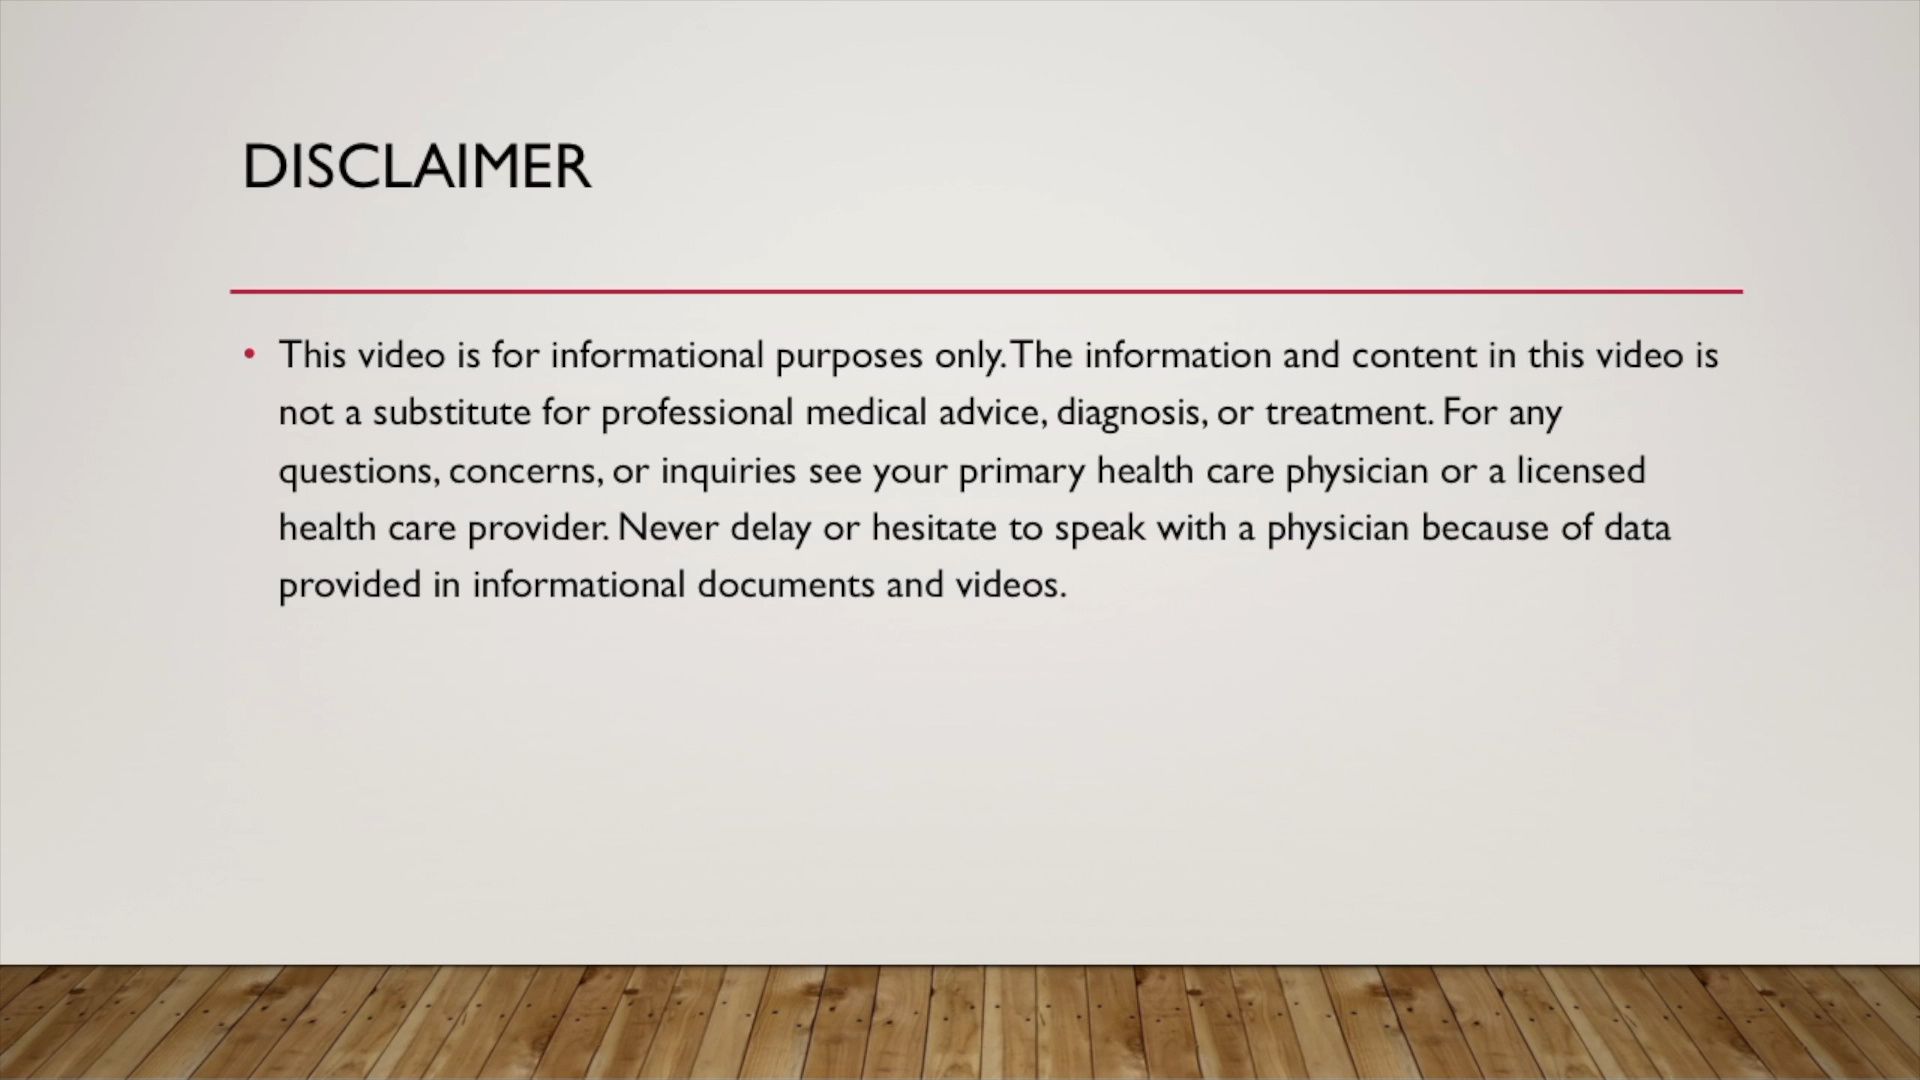 DISCLAIMER
• This video is for informational purposes only. The information and content in this video is
not a substitute for professional medical advice, diagnosis, or treatment. For any
questions, concerns, or inquiries see your primary health care physician or a licensed
health care provider. Never delay or hesitate to speak with a physician because of data
provided in informational documents and videos.